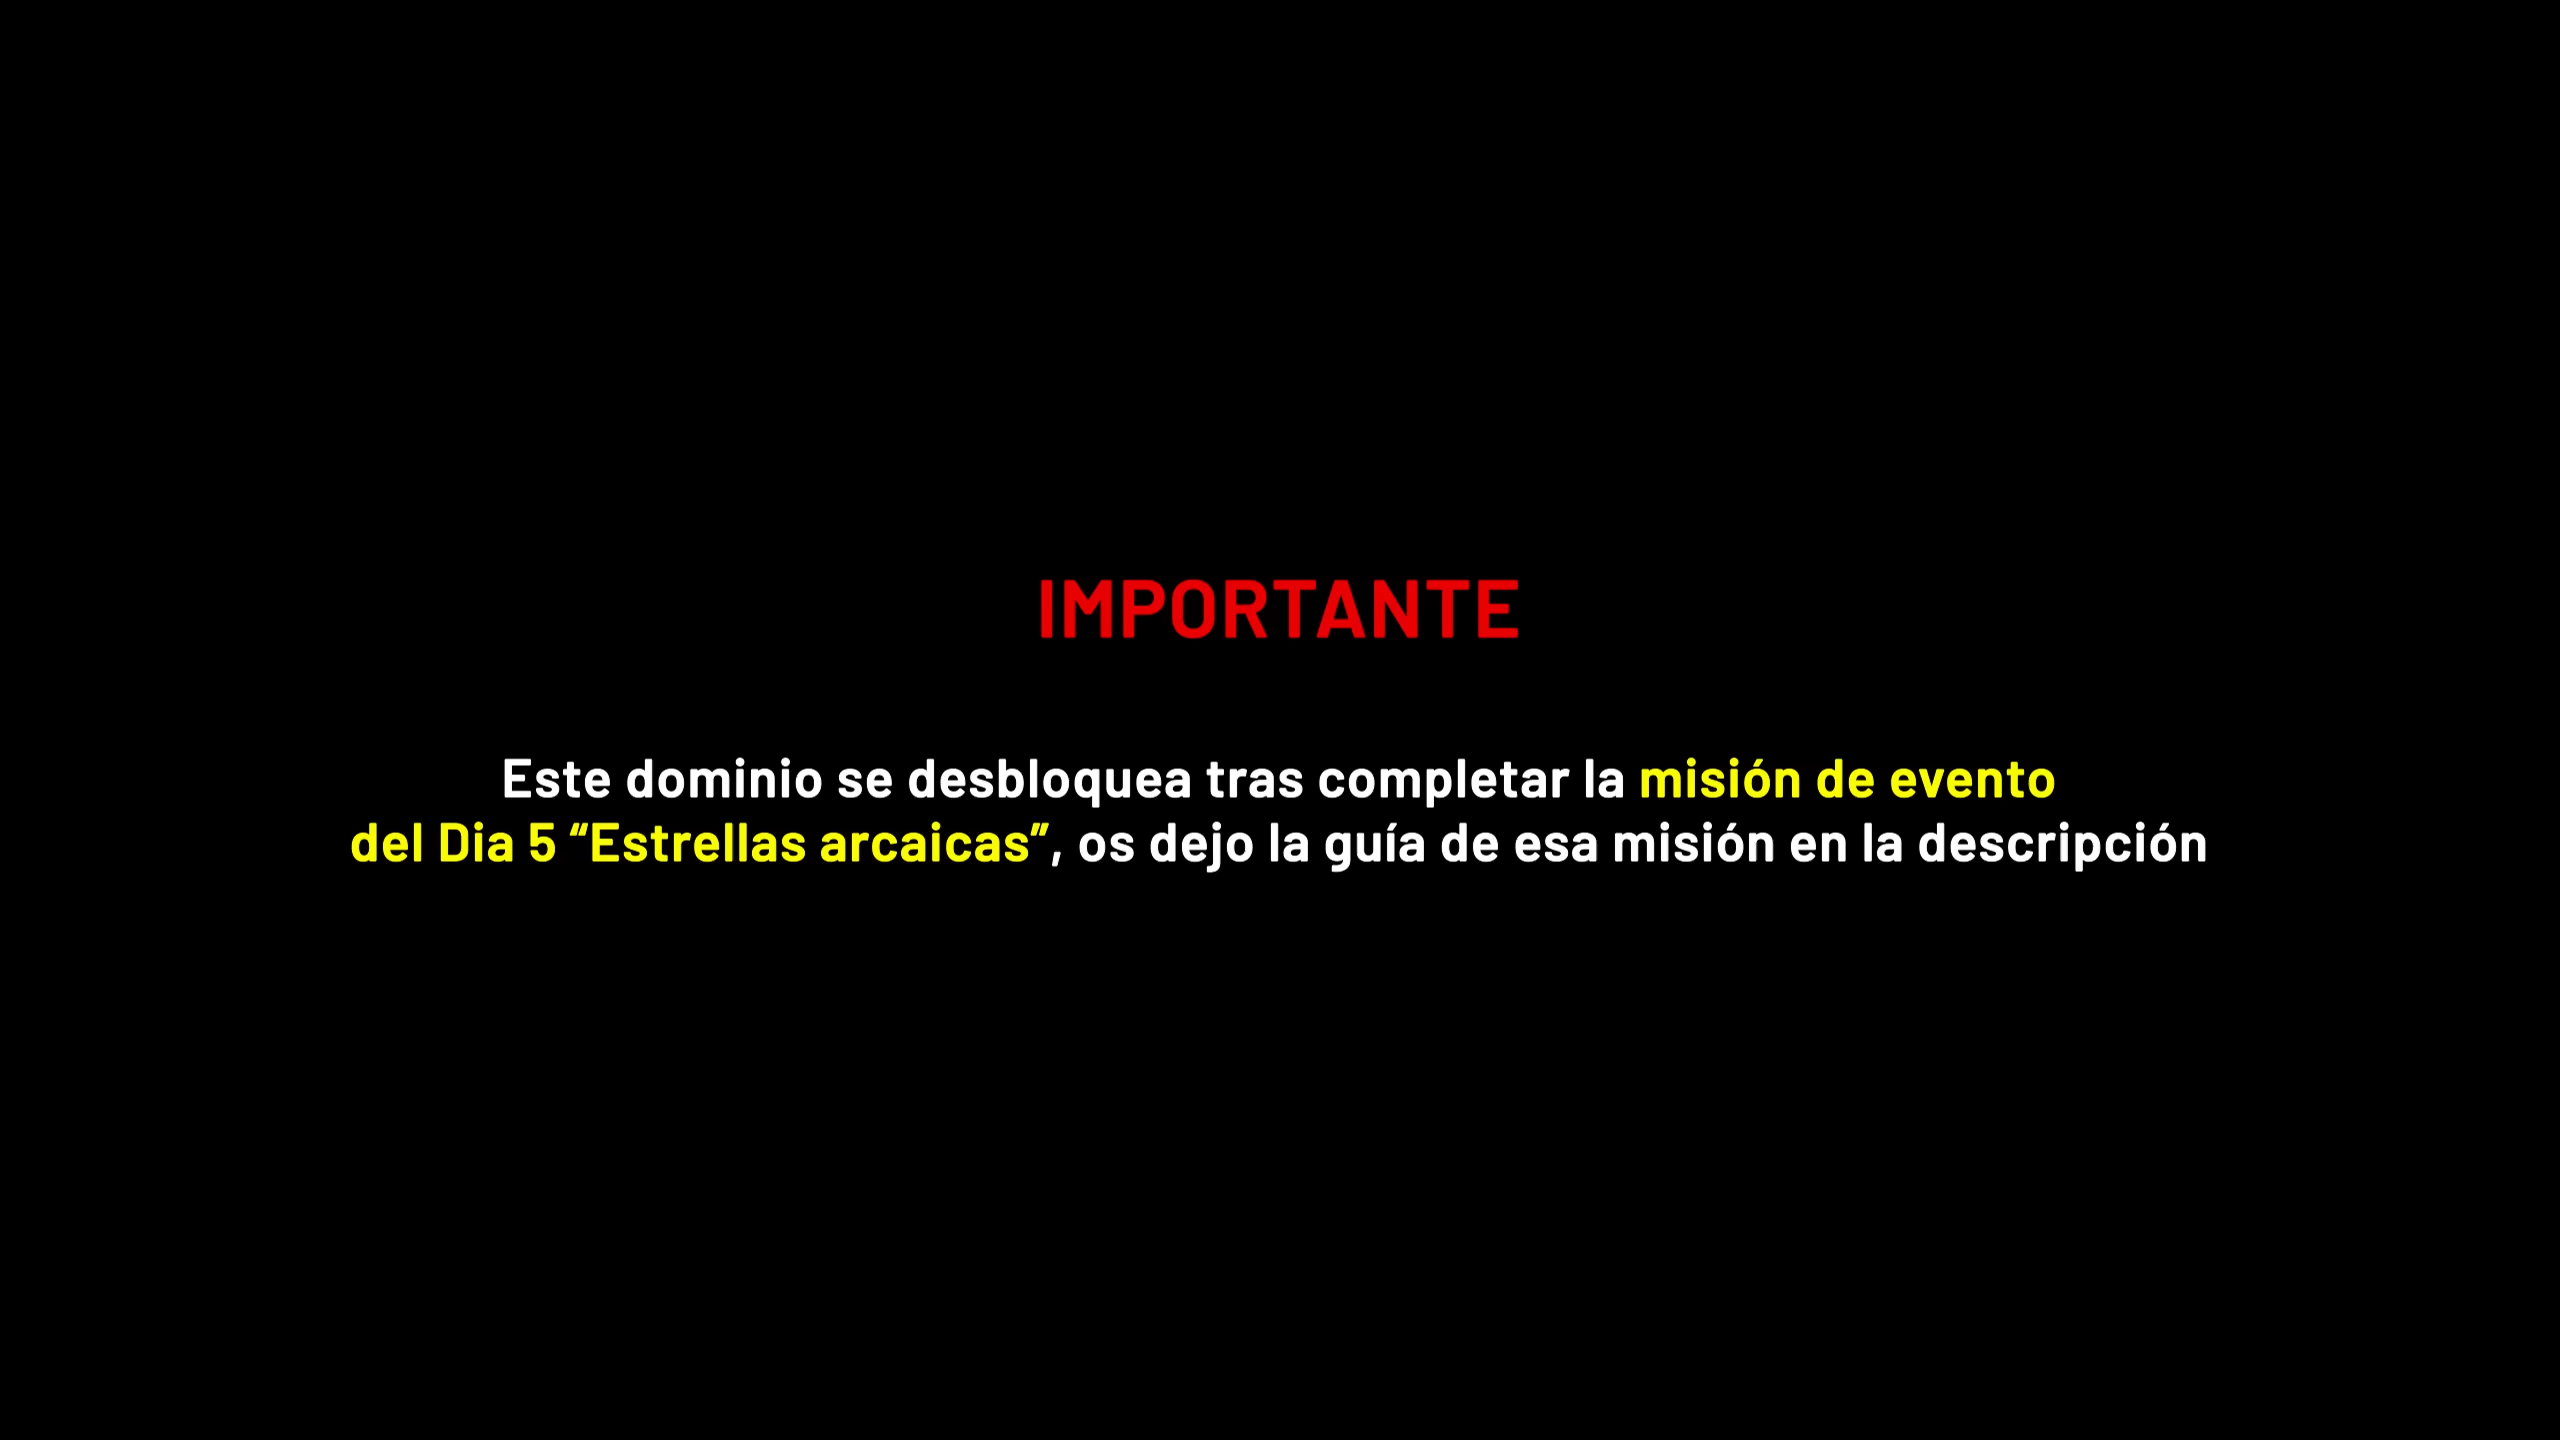 IMPORTANTE
Este dominio se desbloquea tras completar la misión de evento
del Dia 5 “Estrellas arcaicas”, os dejo la guía de esa misión en la descripción